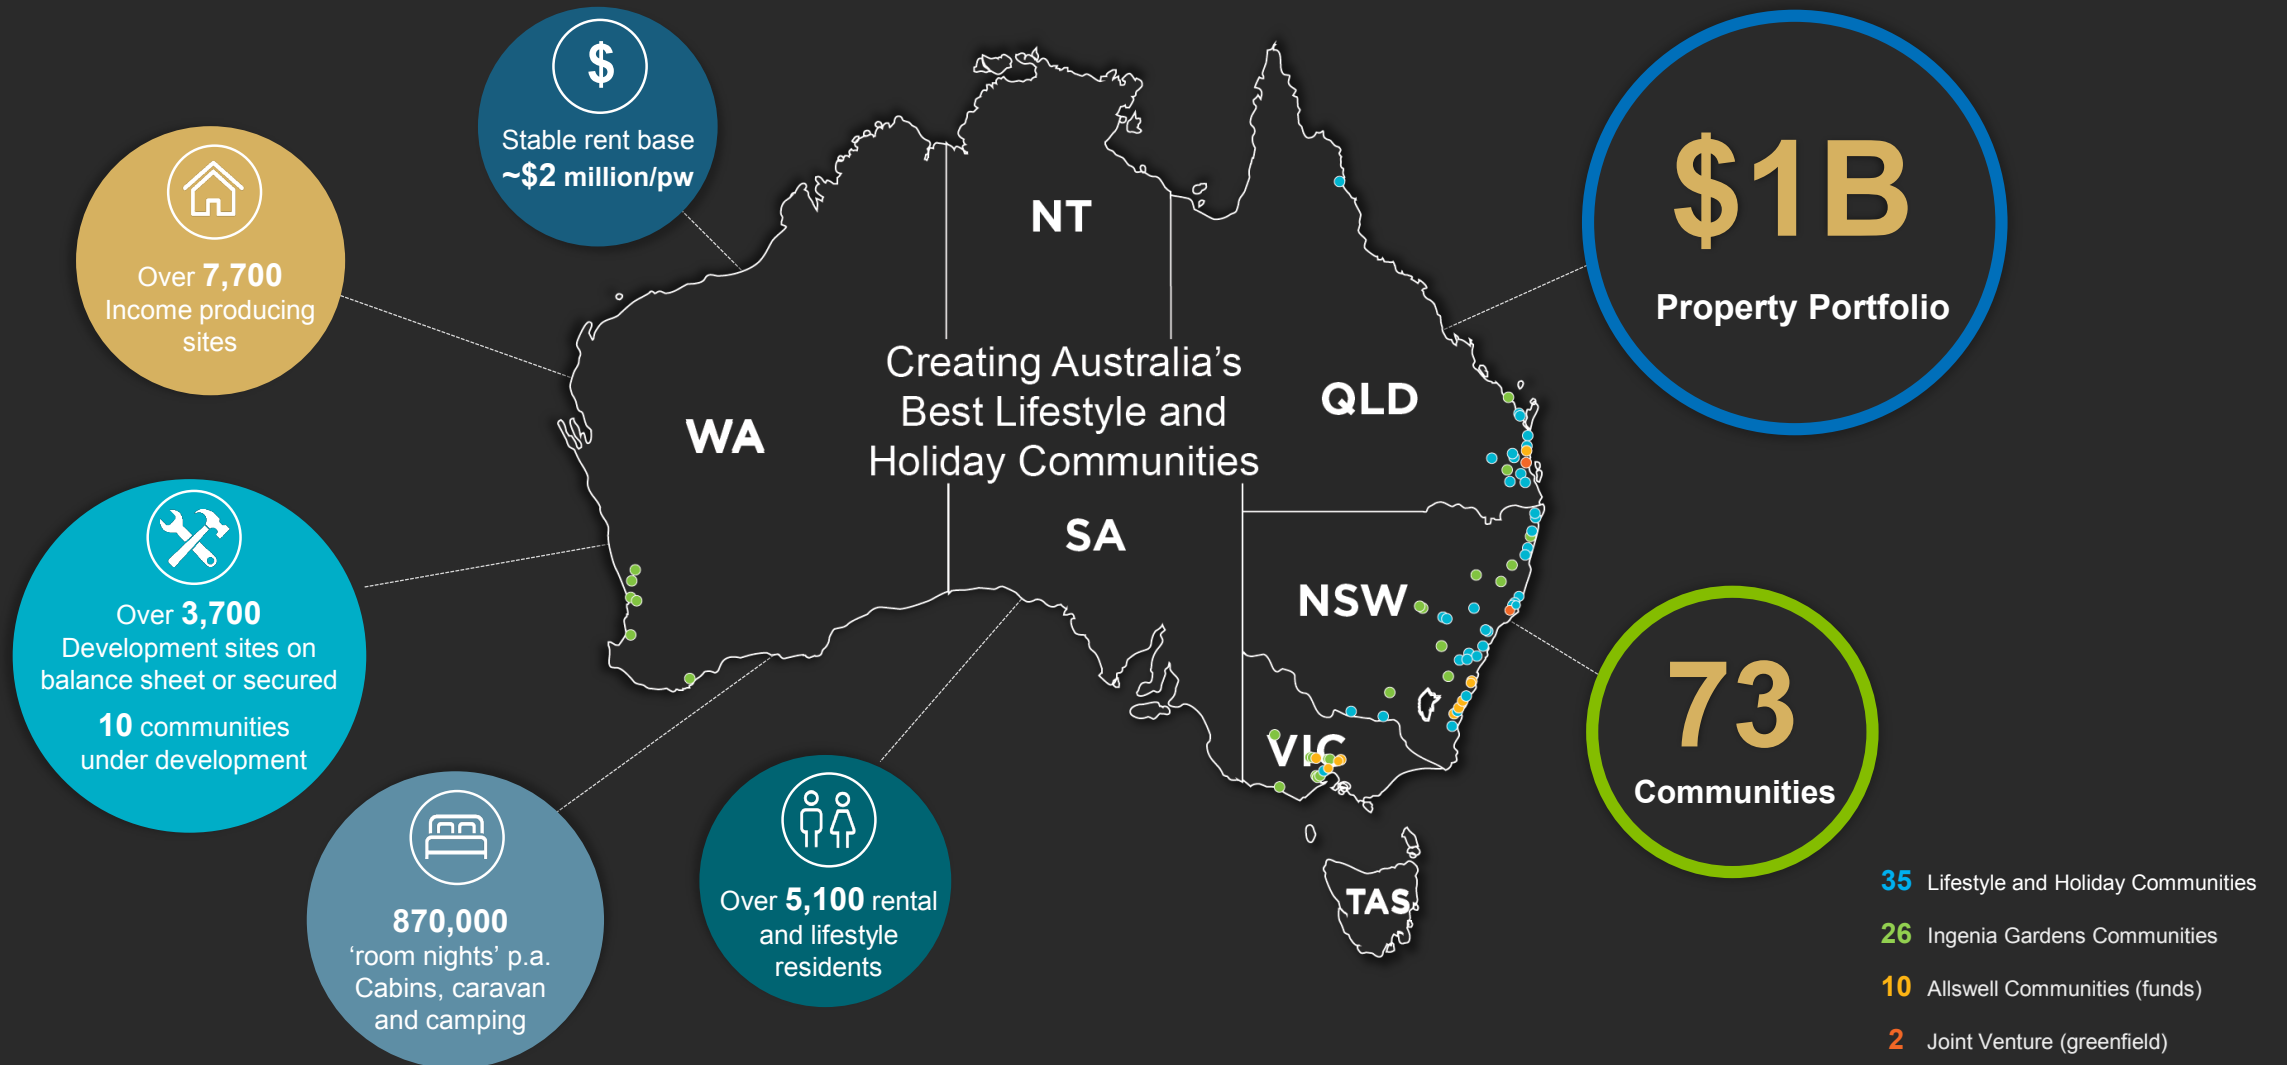 $
Stable rent base
~$2 million/pw
Over 7,700
Income producing
sites
Over 3,700
Development sites on
balance sheet or secured
10 communities
under development
870,000
‘room nights’ p.a.
Cabins, caravan
and camping
Over 5,100 rental
and lifestyle
residents
NT
Creating Australia’s
Best Lifestyle and
Holiday Communities
WA
QLD
SA
NSW
VIC
TAS
$1B
Property Portfolio
73
Communities
35 Lifestyle and Holiday Communities
26 Ingenia Gardens Communities
10 Allswell Communities (funds)
2 Joint Venture (greenfield)